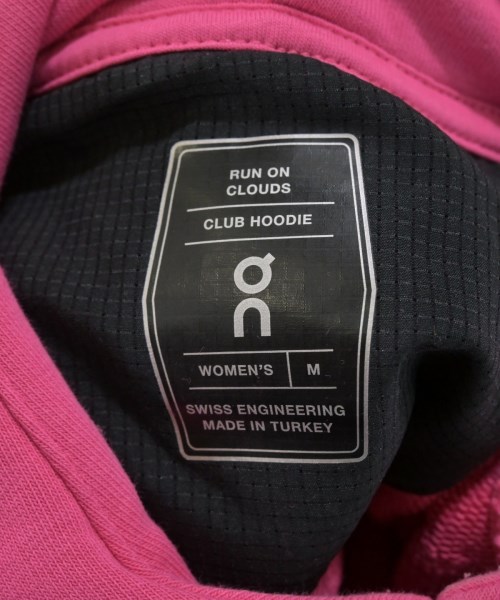 RUN ON
CLOUDS
CLUB HOODIE
On
WOMEN'S M
SWISS ENGINEERING
MADE IN TURKEY